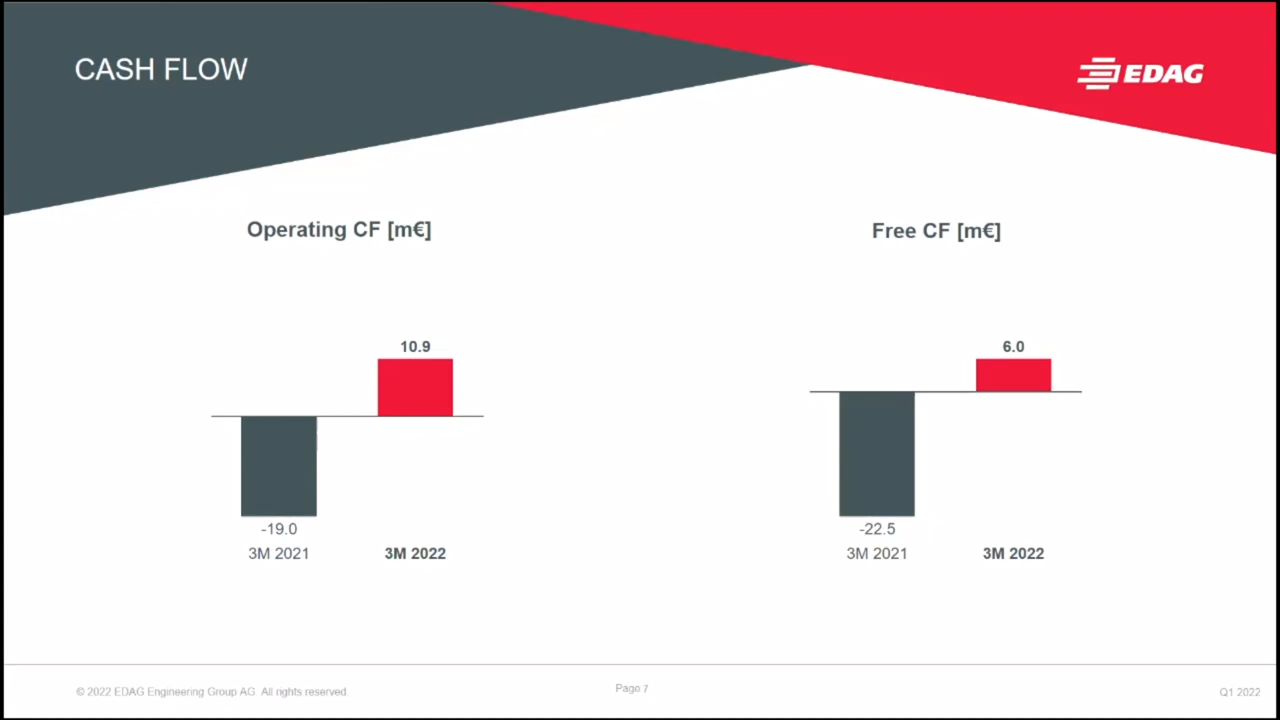 CASH FLOW
EDAG
Operating CF [m€]
10.9
-19.0
3M 2021
3M 2022
Free CF [m€]
6.0
-22.5
3M 2021
3M 2022
© 2022 EDAG Engineering Group AG. All rights reserved.
Page 7
Q1 2022